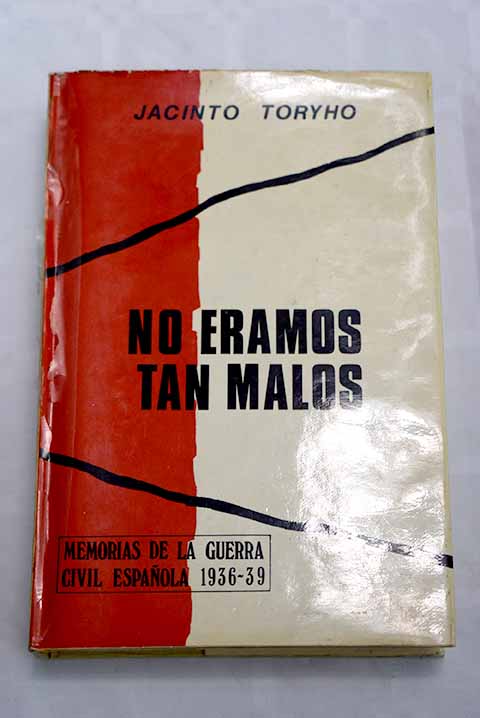 JACINTO TORYHO
NO ERAMOS
TAN MALOS
MEMORIAS DE LA GUERRA
CIVIL ESPAÑOLA 1936-39